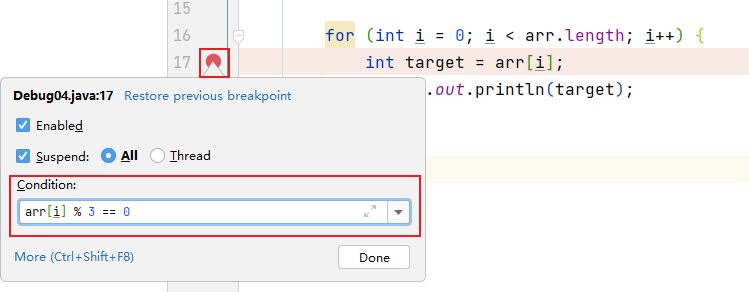 15
16 for (int i = 0; i < arr.length; i++) {
17 int target = arr[i];
.out.println(target);
Debug04.java:17 Restore previous breakpoint
Enabled
Suspend: All Thread
Condition:
arr[i] % 3 == 0
More (Ctrl+Shift+F8) Done